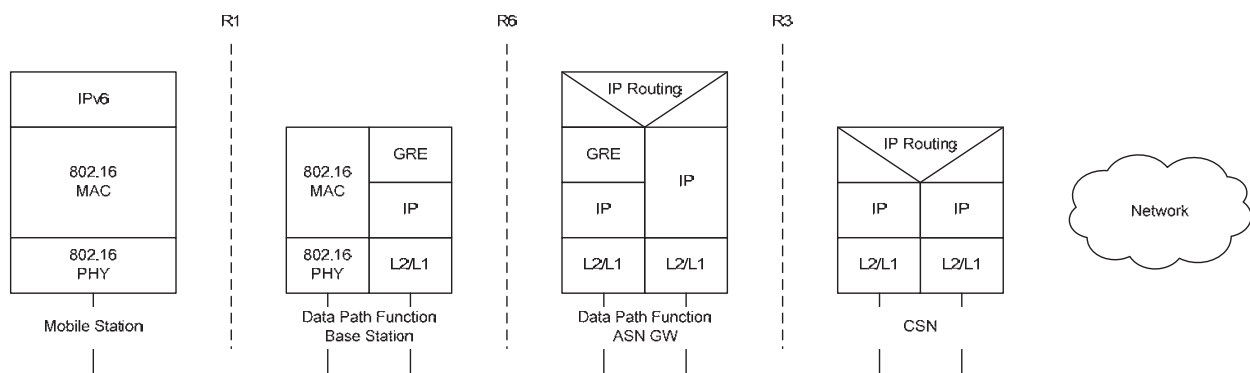 R1
R6
R3
IPv6
802.16
MAC
802.16
PHY
Mobile Station
802.16
MAC
GRE
IP
802.16
PHY
L2/L1
Data Path Function
Base Station
IP Routing
GRE
IP
IP
L2/L1
L2/L1
Data Path Function
ASN GW
IP Routing
IP
IP
L2/L1
L2/L1
CSN
Network